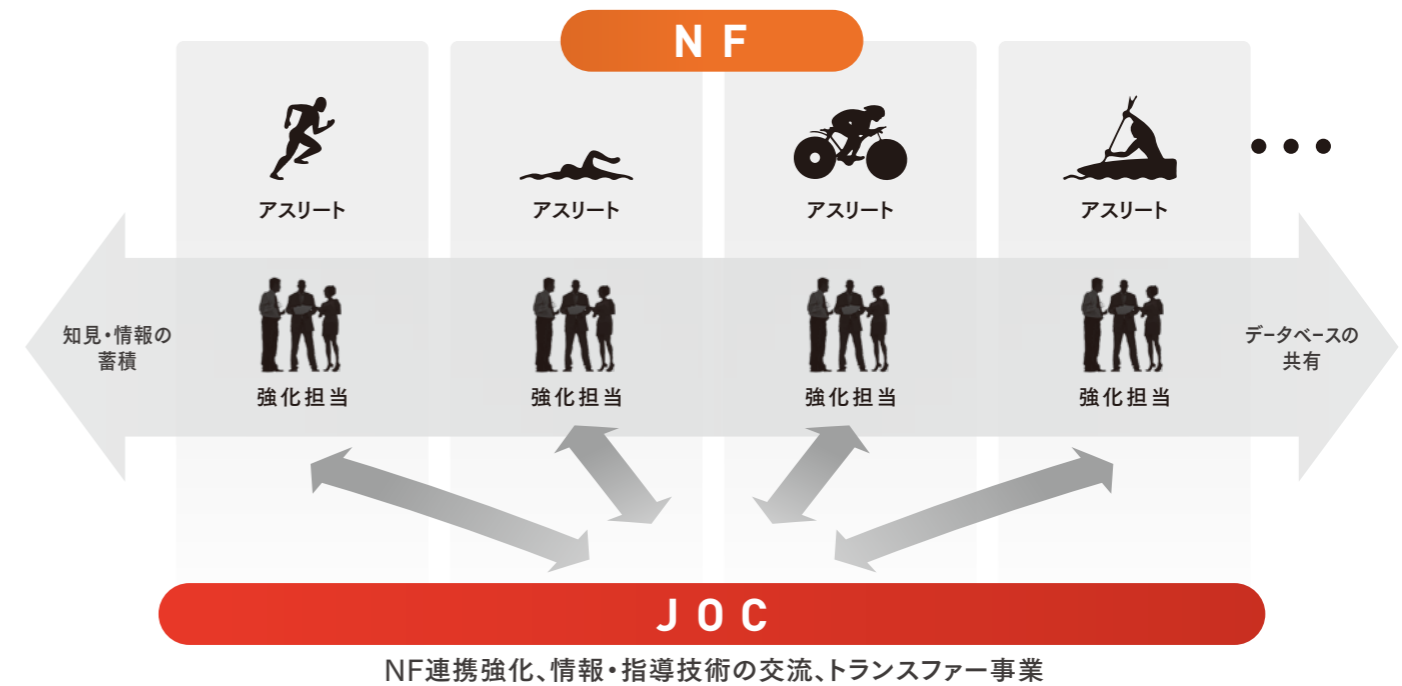 NF
アスリート
アスリート
アスリート
アスリート
知見・情報の
蓄積
データベースの
共有
強化担当
強化担当
強化担当
強化担当
JOC
NF連携強化、情報・指導技術の交流、トランスファー事業